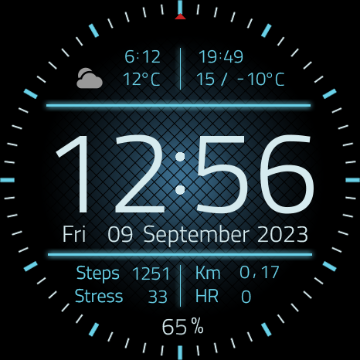 6:12 19:49
12°C 15 / -10°C
12:56
Fri 09 September 2023
Steps 1251 Km 0,17
Stress 33 HR 0
65%